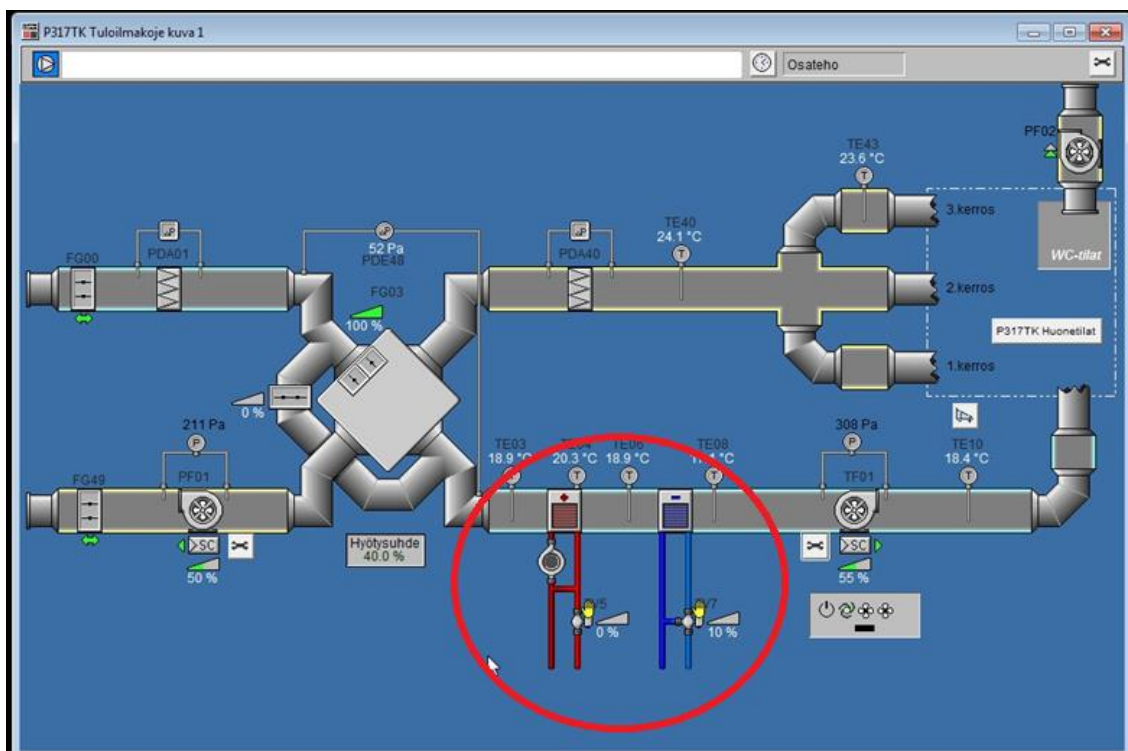 P317TK Tuloilmakoje kuva 1
Osateho
PF02
TE43
23.6 °C
3.kerros
TE40
24.1 °C
WC-tilat
FG00
PDA01
52 Pa
PDE48
PDA40
FG03
100 %
2.kerros
P317TK Huonetilat
1.kerros
0 %
211 Pa
P
308 Pa
P
FG49
PF01
TE03
18.9 °C
20.3 °C
TE06
18.9 °C
TE08
TF01
TE10
18.4 °C
T
T
T
T
T
T
T
Hyötysuhde
40.0 %
SC
50 %
SC
55 %
0 %
10 %